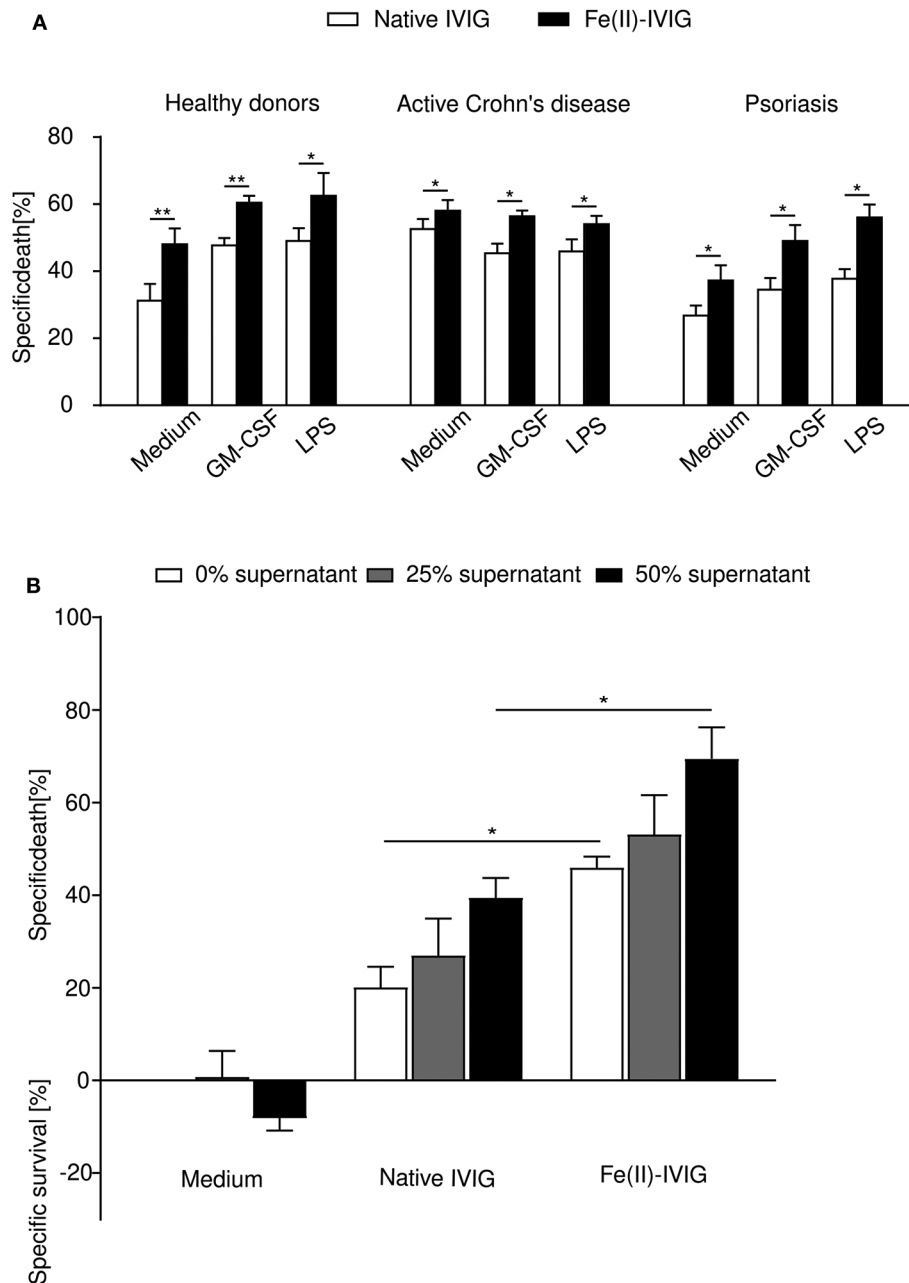 A
Native IVIG Fe(II)-IVIG
Healthy donors Active Crohn's disease Psoriasis
Specificdeath[%]
80
60
40
20
0
** ** * * * * * * *
Medium GM-CSF LPS Medium GM-CSF LPS Medium GM-CSF LPS
B
0% supernatant 25% supernatant 50% supernatant
Specificdeath[%]
Specific survival [%]
100
80
60
40
20
0
-20
*
*
Medium Native IVIG Fe(II)-IVIG